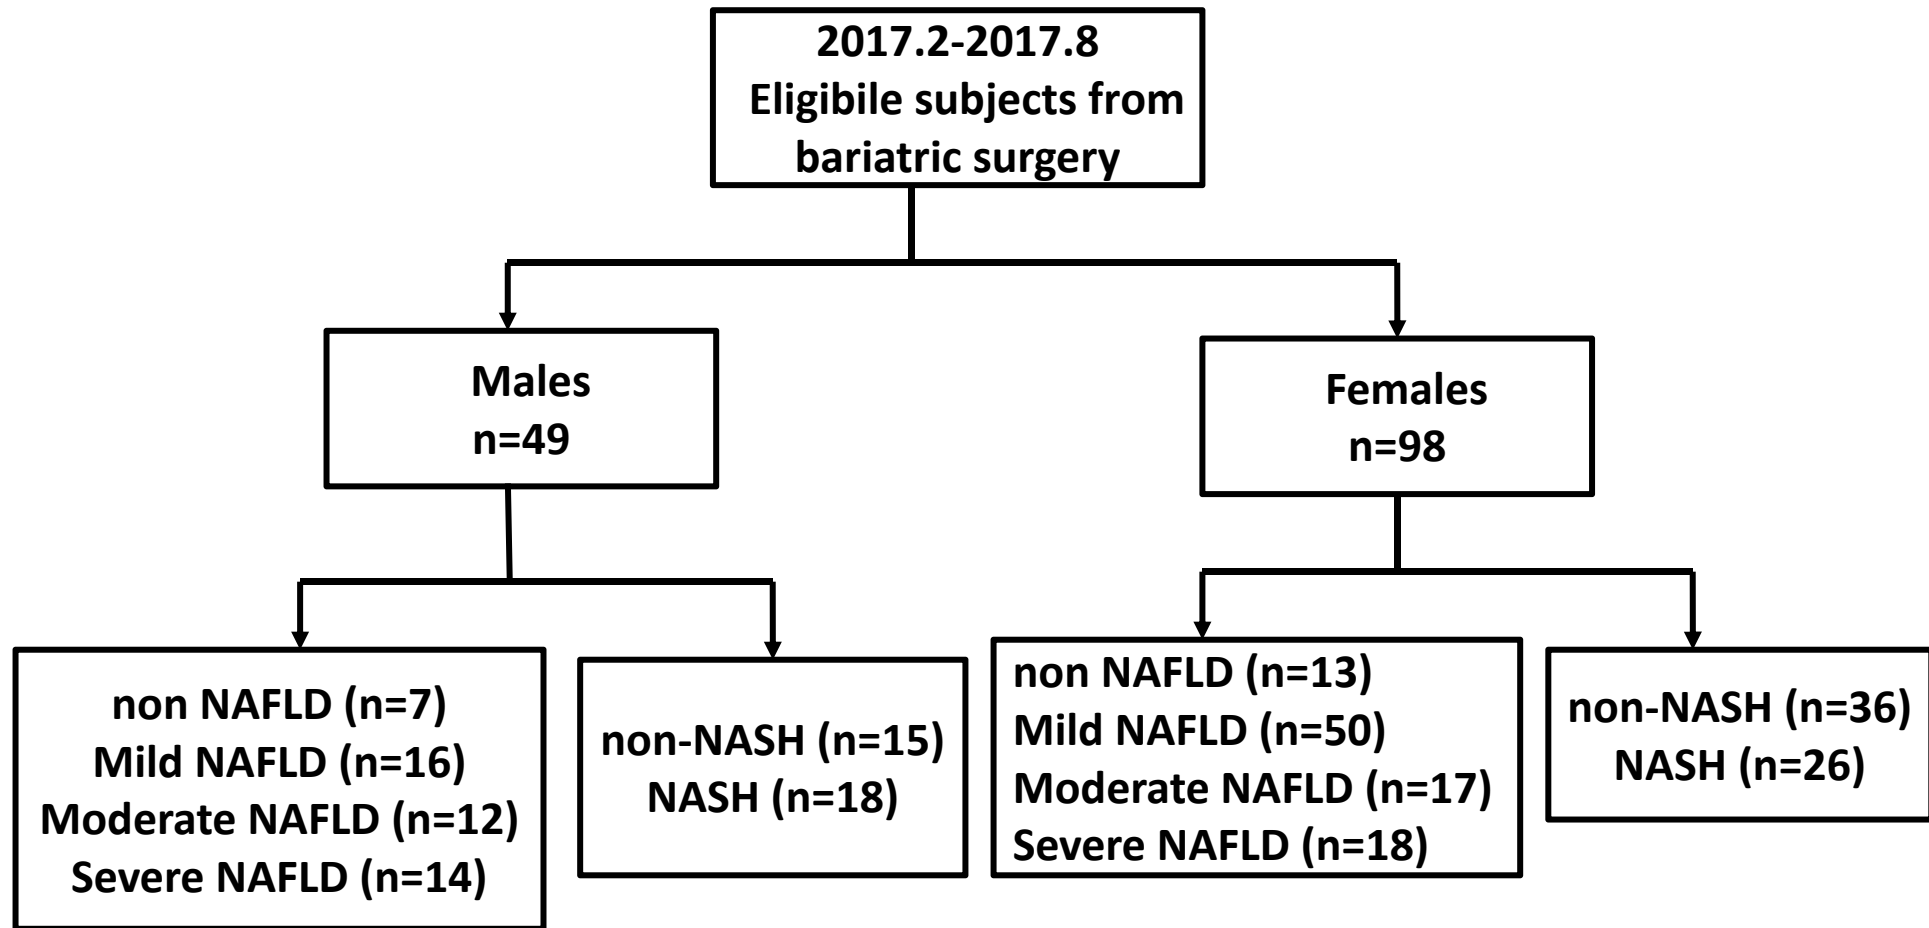 2017.2-2017.8
Eligibile subjects from
bariatric surgery
Males
n=49
Females
n=98
non NAFLD (n=7)
Mild NAFLD (n=16)
Moderate NAFLD (n=12)
Severe NAFLD (n=14)
non-NASH (n=15)
NASH (n=18)
non NAFLD (n=13)
Mild NAFLD (n=50)
Moderate NAFLD (n=17)
Severe NAFLD (n=18)
non-NASH (n=36)
NASH (n=26)